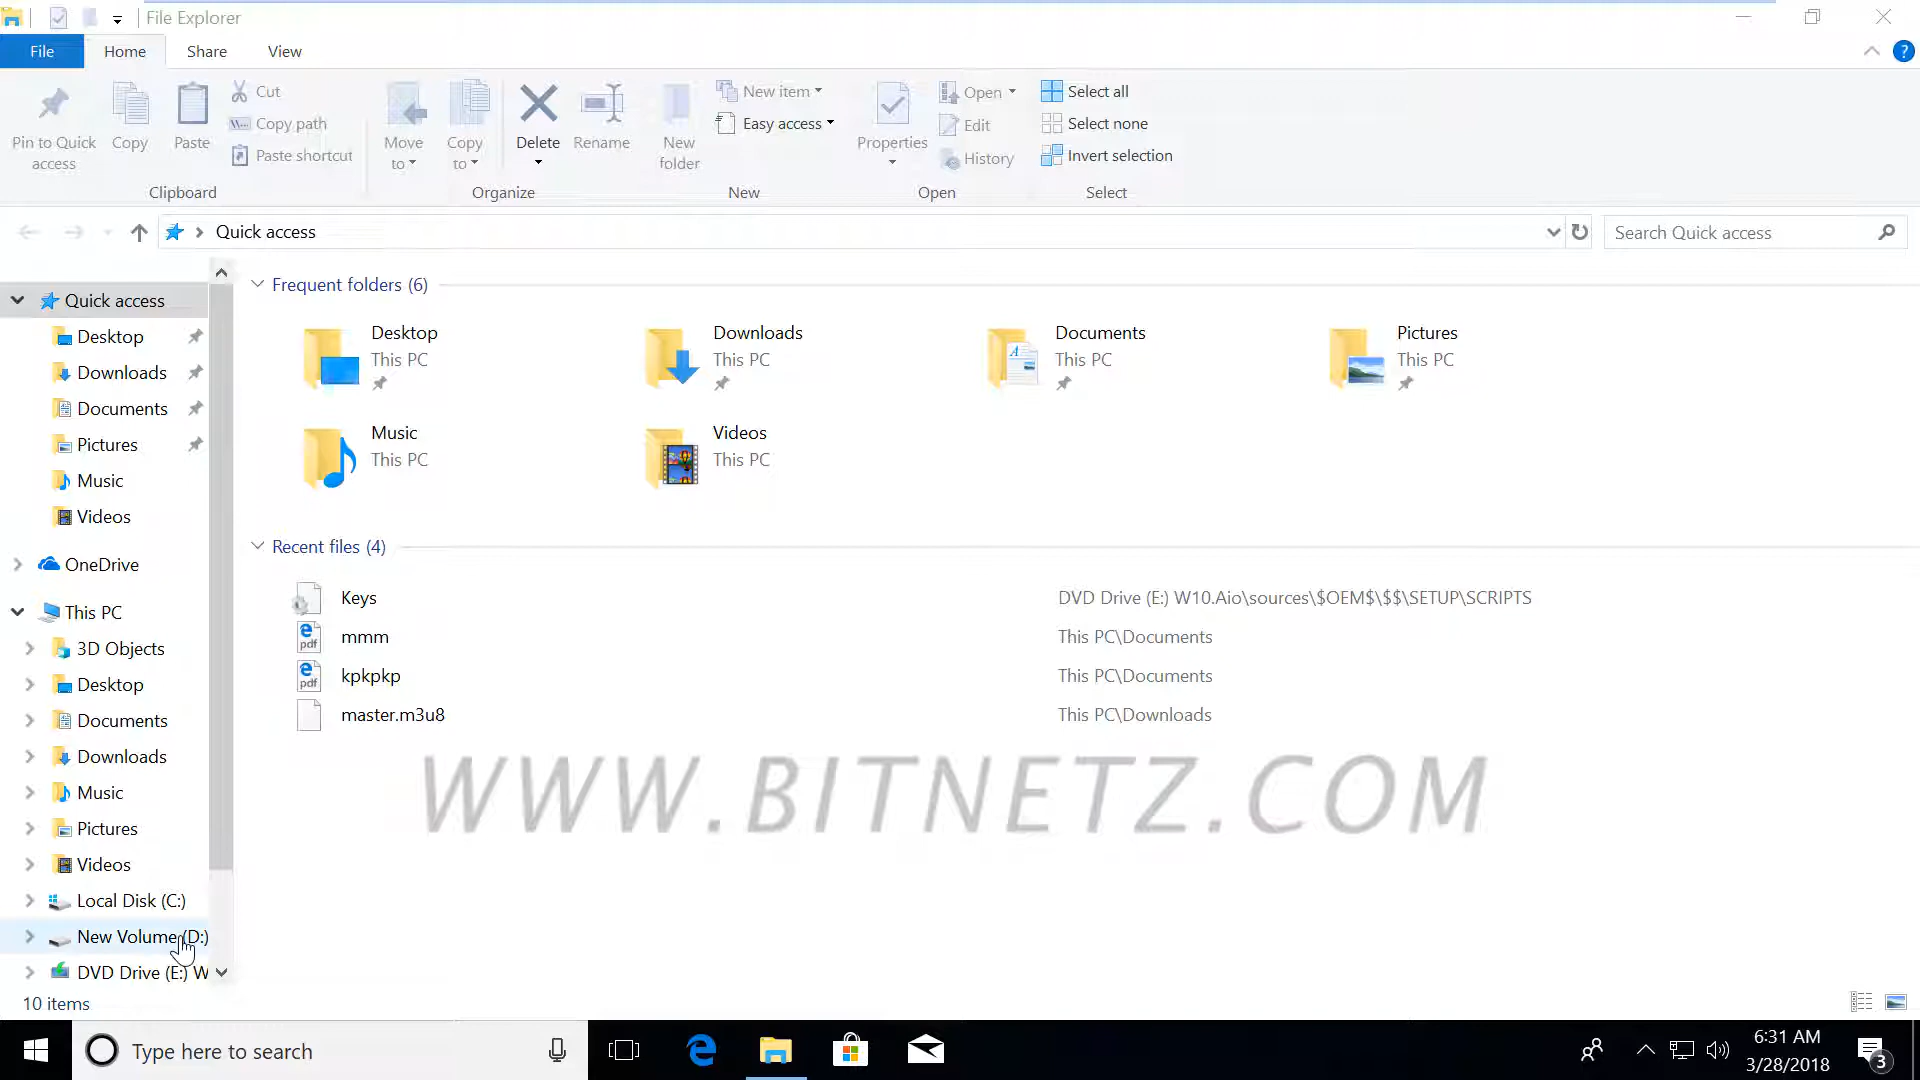 File Explorer
File Home Share View
Pin to Quick access
Copy
Paste
Cut
Copy path
Paste shortcut
Clipboard
Move to
Copy to
Delete
Rename
Organize
New folder
New item
Easy access
New
Properties
Open
Edit
History
Open
Select all
Select none
Invert selection
Select
Quick access
Search Quick access
Quick access
Desktop
Downloads
Documents
Pictures
Music
Videos
OneDrive
This PC
3D Objects
Desktop
Documents
Downloads
Music
Pictures
Videos
Local Disk (C:)
New Volume (D:)
DVD Drive (E:) W
10 items
Frequent folders (6)
Desktop
This PC
Downloads
This PC
Documents
This PC
Pictures
This PC
Music
This PC
Videos
This PC
Recent files (4)
Keys DVD Drive (E:) W10.Aio\sources\$OEM$\$$\SETUP\SCRIPTS
mmm This PC\Documents
kpkpkp This PC\Documents
master.m3u8 This PC\Downloads
WWW.BITNETZ.COM
Type here to search
6:31 AM
3/28/2018
3